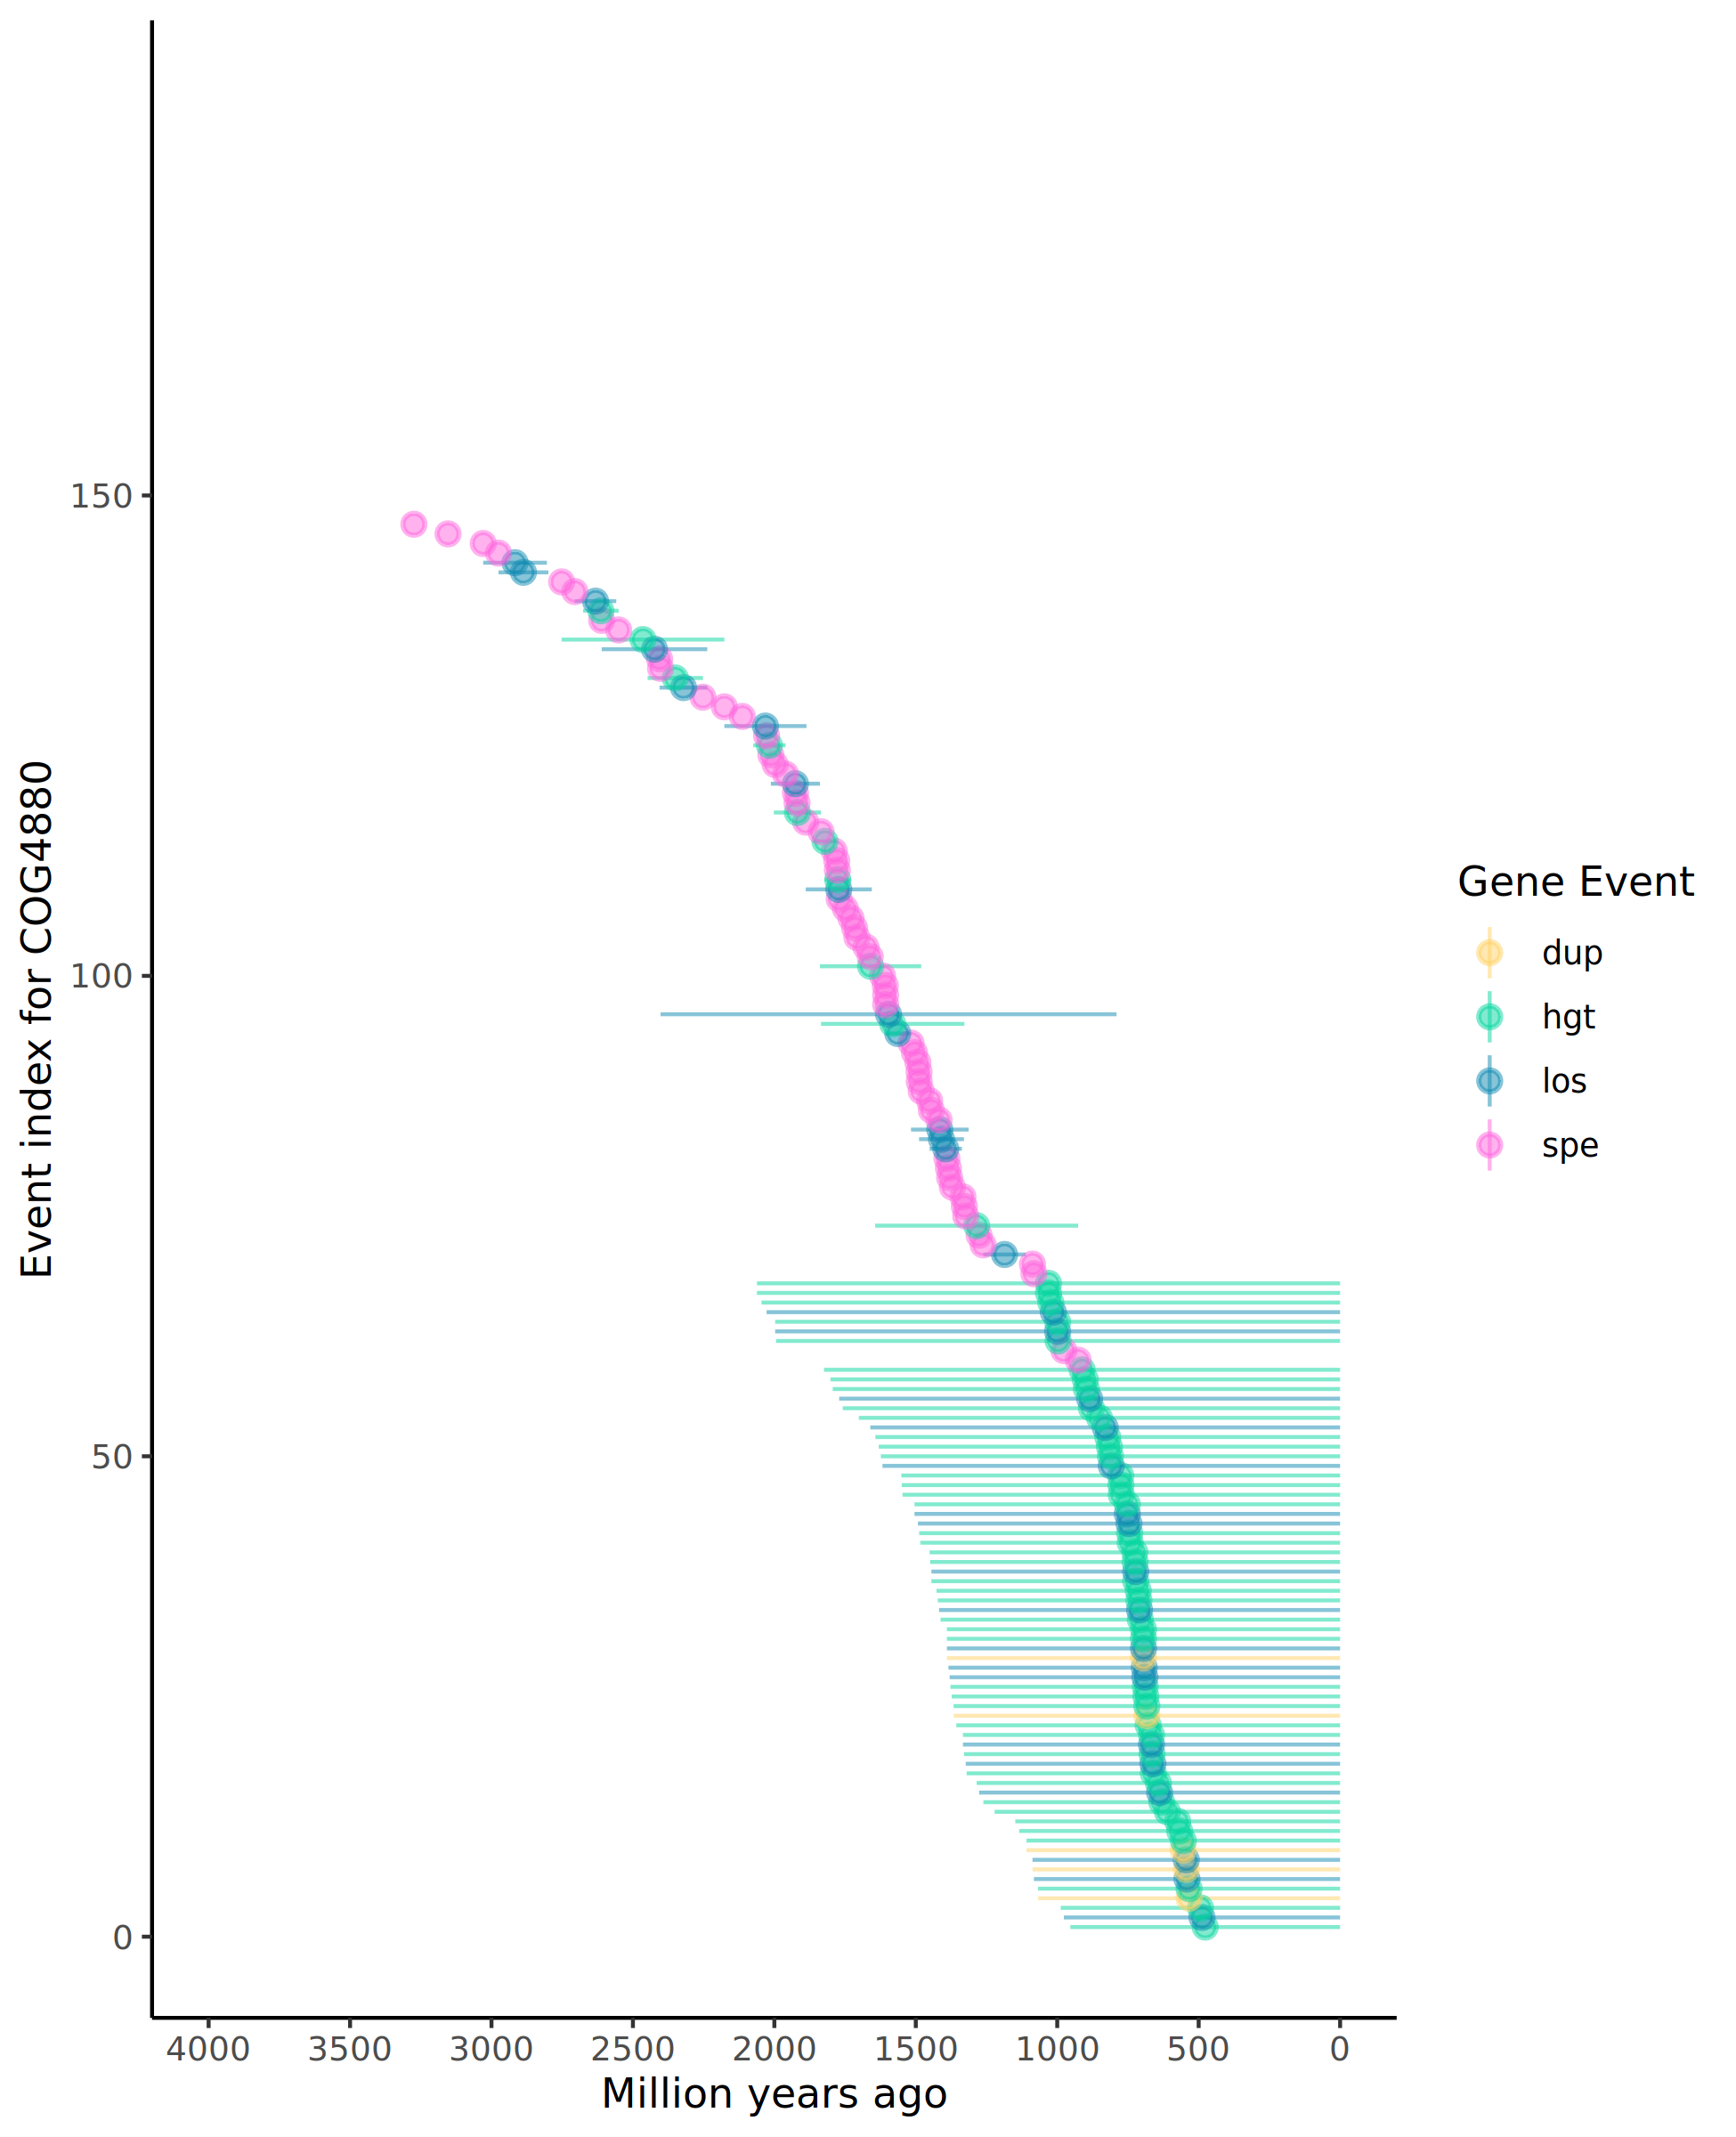 Event index for COG4880
150
100
50
0
4000 3500 3000 2500 2000 1500 1000 500 0
Million years ago
Gene Event
dup
hgt
los
spe